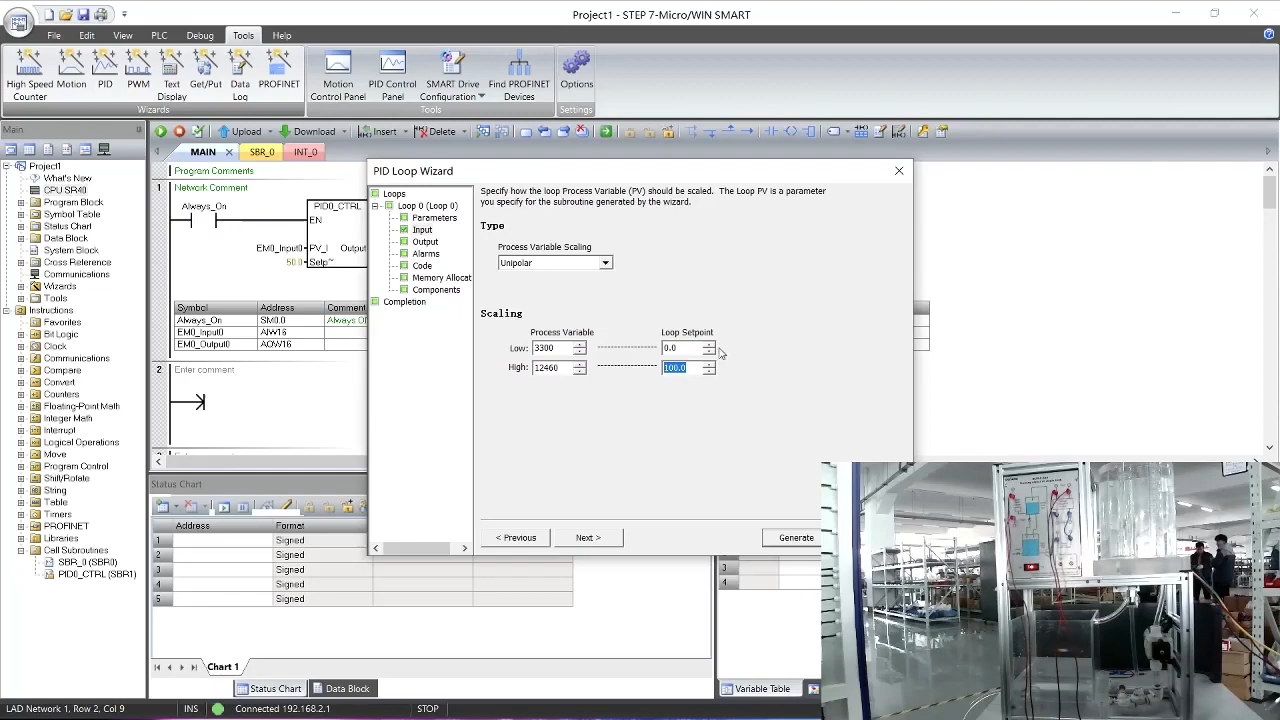 Project1 - STEP 7-Micro/WIN SMART
File Edit View PLC Debug Tools Help
High Speed Counter
Motion
PID
PWM
Text Display
Get/Put
Data Log
PROFINET
Motion Control Panel
PID Control Panel
SMART Drive Configuration
Find PROFINET Devices
Options
Wizards
Tools
Settings
Main
Upload Download Insert Delete
Project1
What's New
CPU SR40
Program Block
Symbol Table
Status Chart
Data Block
System Block
Cross Reference
Communications
Wizards
Tools
Instructions
Favorites
Bit Logic
Clock
Communications
Compare
Convert
Counters
Floating-Point Math
Integer Math
Interrupt
Logical Operations
Move
Program Control
Shift/Rotate
String
Table
Timers
PROFINET
Libraries
Call Subroutines
SBR_0 (SBR0)
PID0_CTRL (SBR1)
MAIN SBR_0 INT_0
Program Comments
1 Network Comment
Always_On
PID0_CTRL
EN
EM0_Input0 PV_I Output
50.0 Setp~
Symbol Address Comment
Always_On SM0.0 Always
EM0_Input0 AIW16
EM0_Output0 AQW16
2 Enter comment
PID Loop Wizard
Loops
Loop 0 (Loop 0)
Parameters
Input
Output
Alarms
Code
Memory Allocat
Components
Completion
Specify how the loop Process Variable (PV) should be scaled. The Loop PV is a parameter
you specify for the subroutine generated by the wizard.
Type
Process Variable Scaling
Unipolar
Scaling
Process Variable Loop Setpoint
Low: 3300 0.0
High: 12460 100.0
< Previous Next > Generate
Status Chart
Address Format
1 Signed
2 Signed
3 Signed
4 Signed
5 Signed
Chart 1
Status Chart Data Block
3
4
Variable Table
LAD Network 1, Row 2, Col 9 INS Connected 192.168.2.1 STOP